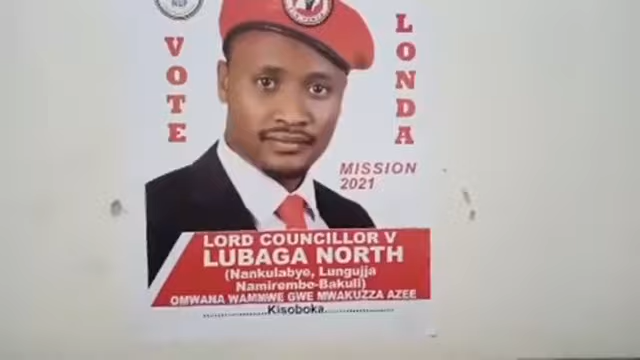 VOTE
LONDA
MISSION
2021
LORD COUNCILLOR V
LUBAGA NORTH
(Nankulabye, Lungujja
Namirembe-Bakuli)
OMWANA WAMMWE GWE MWAKUZZA AZEE
Kisoboka